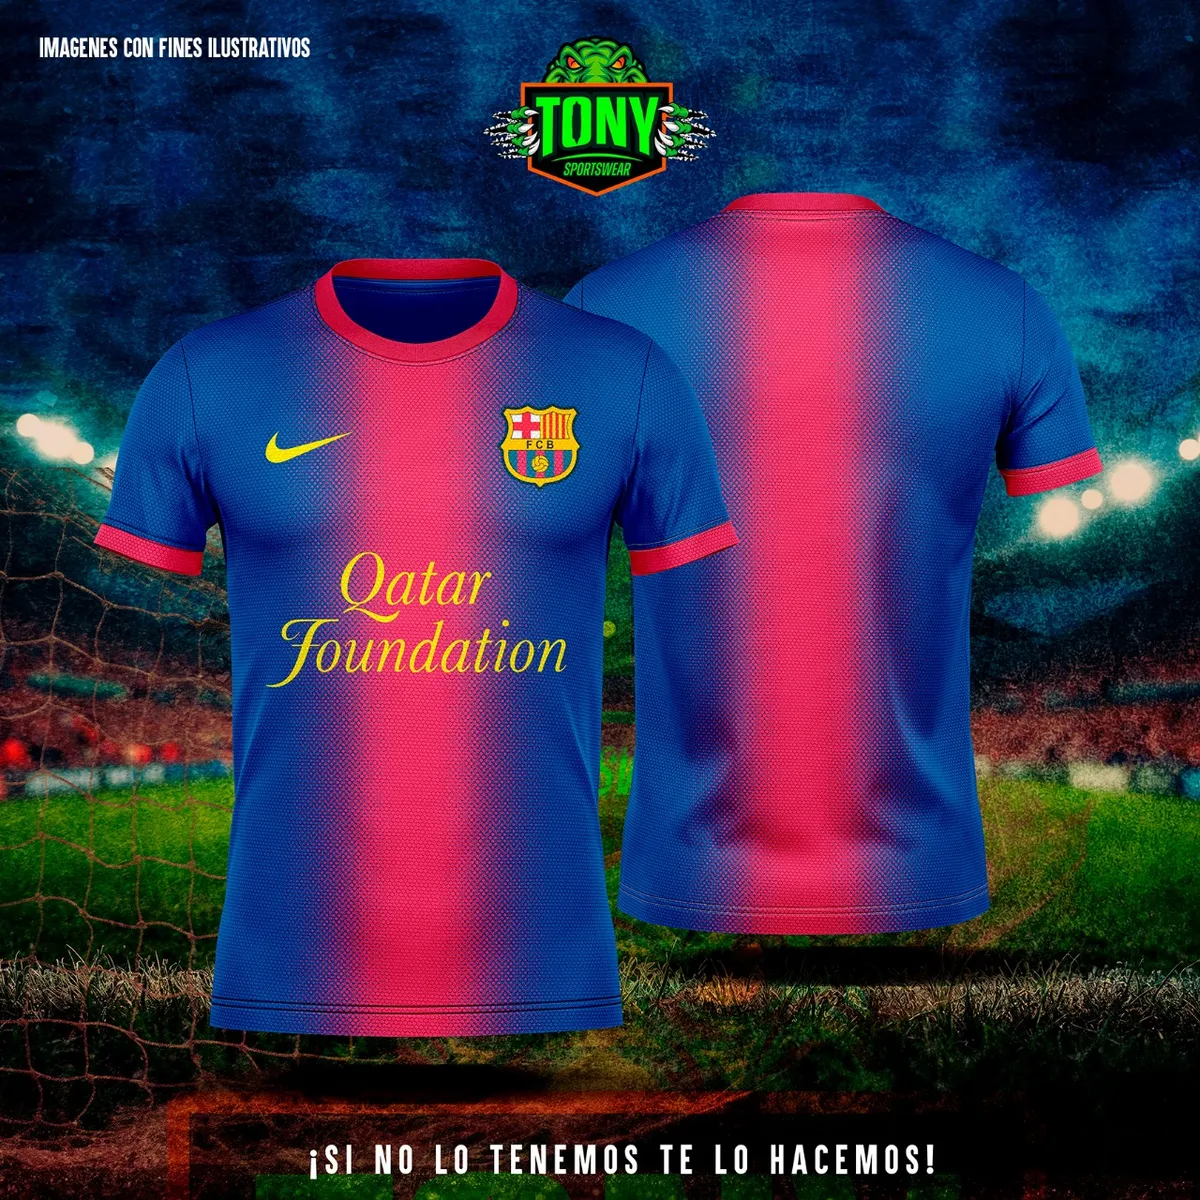 IMAGENES CON FINES ILUSTRATIVOS
TONY
SPORTSWEAR
FCB
Qatar
Foundation
¡SI NO LO TENEMOS TE LO HACEMOS!